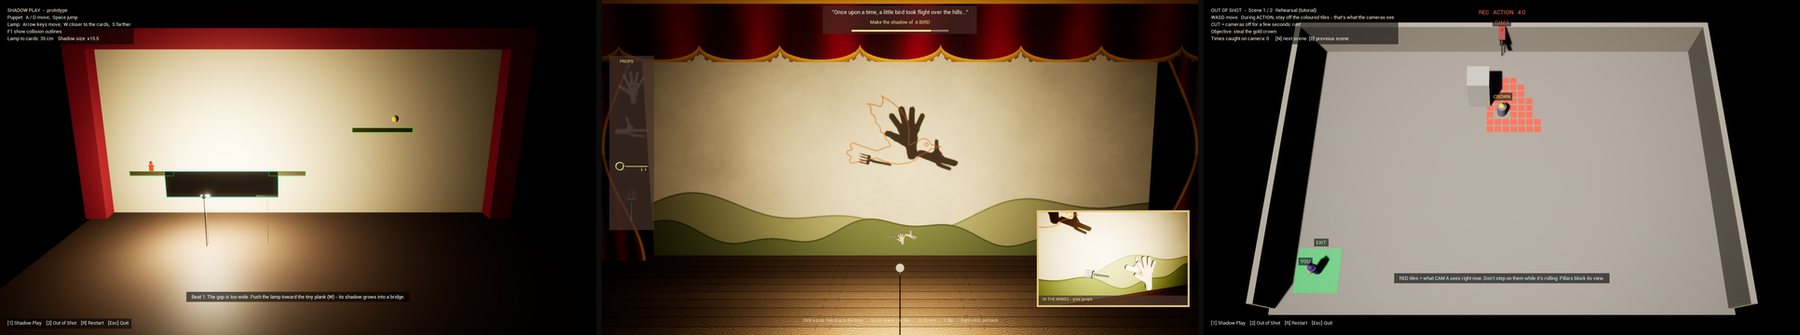 SHADOW PLAY - prototype
Puppet: A / D move, Space jump
Lamp: Arrow keys move, W closer to the cards, S farther
F1 show collision outlines
Lamp to cards: 35 cm Shadow size: x15.5
Beat 1: The gap is too wide. Push the lamp toward the tiny plank (W) - its shadow grows into a bridge.
[1] Shadow Play [2] Out of Shot [R] Restart [Esc] Quit
"Once upon a time, a little bird took flight over the hills..."
Make the shadow of A BIRD
PROPS
IN THE WINGS - your props
OUT OF SHOT - Scene 1 / 2: Rehearsal (tutorial)
WASD move. During ACTION, stay off the coloured tiles - that's what the cameras see.
CUT = cameras off for a few seconds: run!
Objective: steal the gold crown
Times caught on camera: 0 [N] next scene [B] previous scene
REC ACTION 4.0
CAM A
CROWN
EXIT
YOU
RED tiles = what CAM A sees right now. Don't step on them while it's rolling. Pillars block its view.
[1] Shadow Play [2] Out of Shot [R] Restart [Esc] Quit